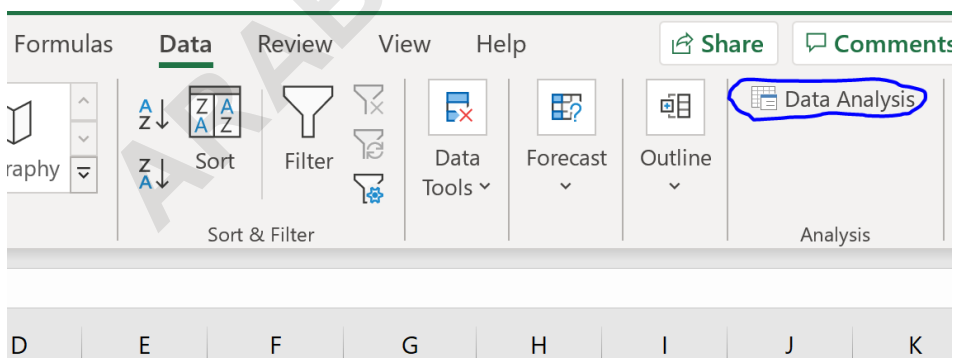 Formulas Data Review View Help Share Comments
Data Analysis
raphy Sort Filter Data Tools Forecast Outline
Sort & Filter Analysis
D E F G H I J K
ARAB